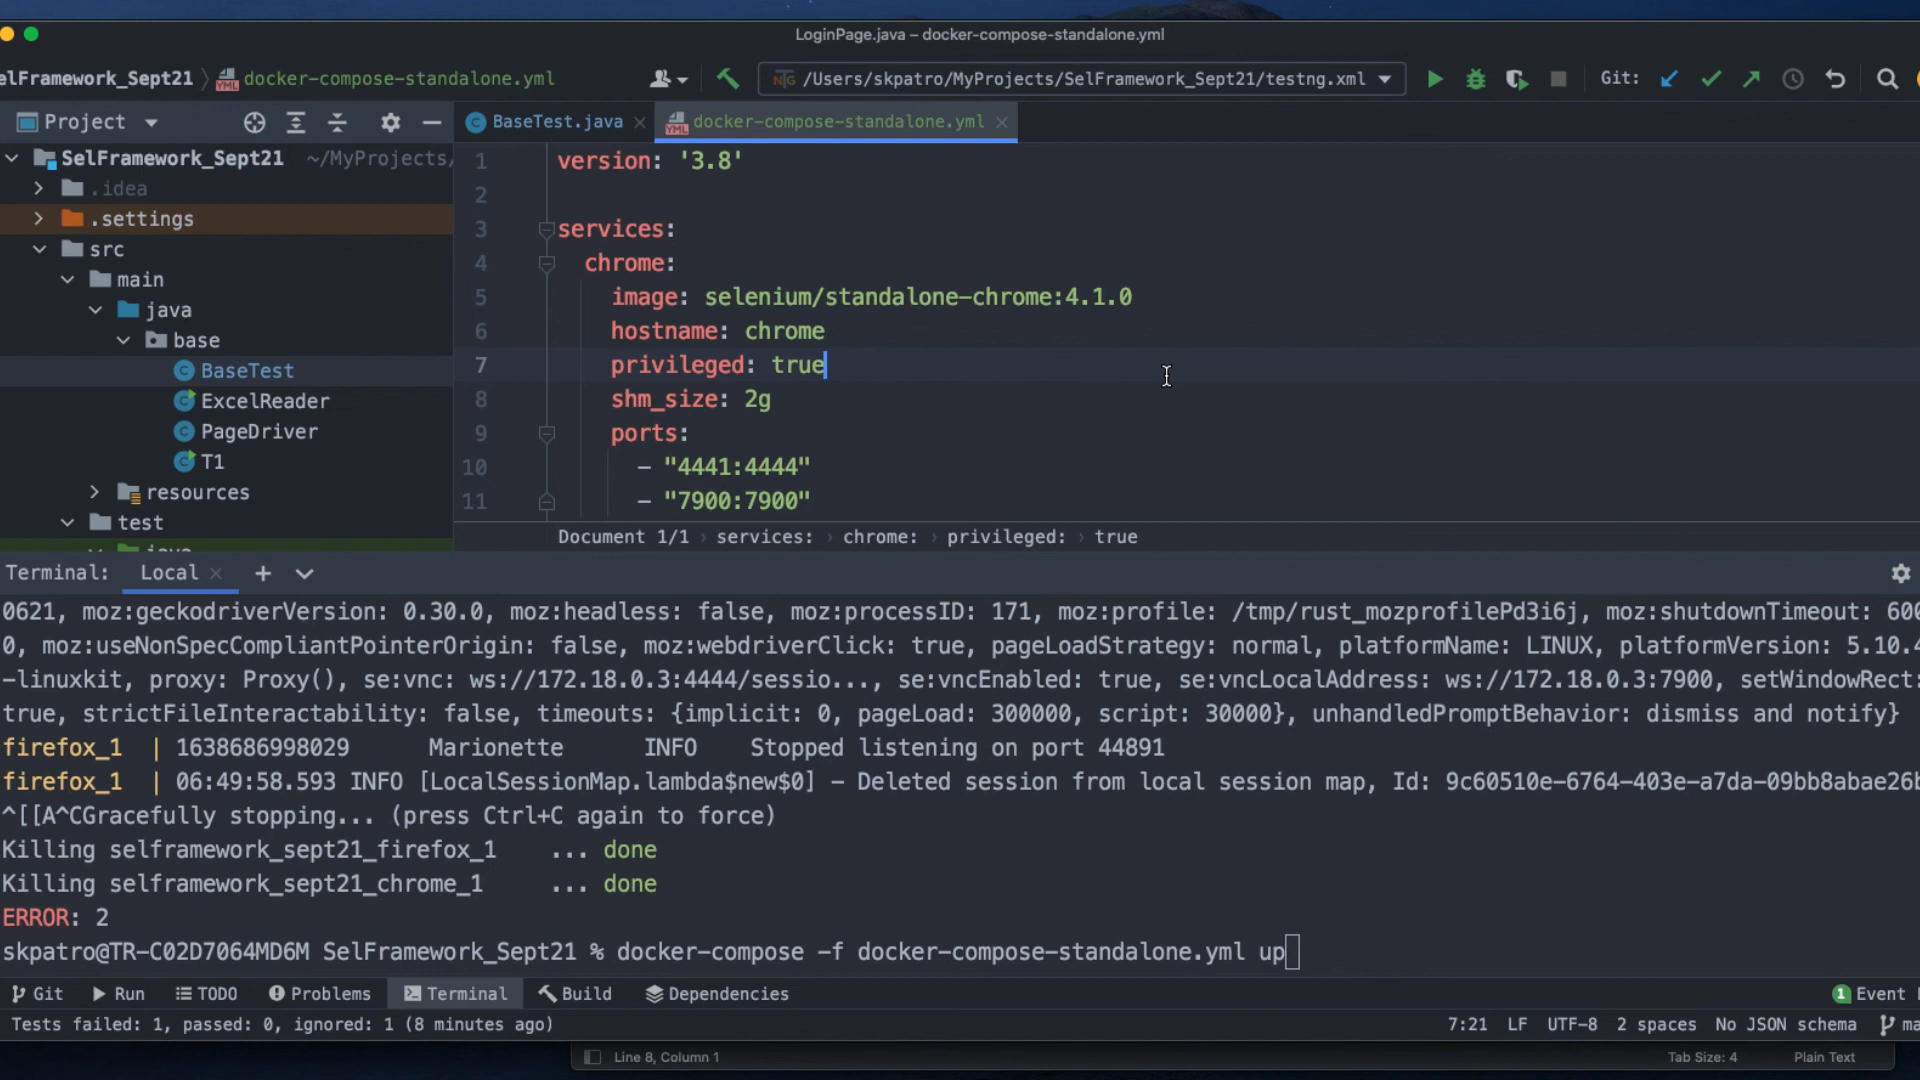 LoginPage.java – docker-compose-standalone.yml
elFramework_Sept21 docker-compose-standalone.yml /Users/skpatro/MyProjects/SelFramework_Sept21/testng.xml Git:
Project BaseTest.java docker-compose-standalone.yml
SelFramework_Sept21 ~/MyProjects/
.idea
.settings
src
main
java
base
BaseTest
ExcelReader
PageDriver
T1
resources
test
1 version: '3.8'
2
3 services:
4 chrome:
5 image: selenium/standalone-chrome:4.1.0
6 hostname: chrome
7 privileged: true
8 shm_size: 2g
9 ports:
10 - "4441:4444"
11 - "7900:7900"
Document 1/1 › services: › chrome: › privileged: › true
Terminal: Local
0621, moz:geckodriverVersion: 0.30.0, moz:headless: false, moz:processID: 171, moz:profile: /tmp/rust_mozprofilePd3i6j, moz:shutdownTimeout: 600
0, moz:useNonSpecCompliantPointerOrigin: false, moz:webdriverClick: true, pageLoadStrategy: normal, platformName: LINUX, platformVersion: 5.10.4
-linuxkit, proxy: Proxy(), se:vnc: ws://172.18.0.3:4444/sessio..., se:vncEnabled: true, se:vncLocalAddress: ws://172.18.0.3:7900, setWindowRect:
true, strictFileInteractability: false, timeouts: {implicit: 0, pageLoad: 300000, script: 30000}, unhandledPromptBehavior: dismiss and notify}
firefox_1 | 1638686998029 Marionette INFO Stopped listening on port 44891
firefox_1 | 06:49:58.593 INFO [LocalSessionMap.lambda$new$0] - Deleted session from local session map, Id: 9c60510e-6764-403e-a7da-09bb8abae26b
^[[A^CGracefully stopping... (press Ctrl+C again to force)
Killing selframework_sept21_firefox_1 ... done
Killing selframework_sept21_chrome_1 ... done
ERROR: 2
skpatro@TR-C02D7064MD6M SelFramework_Sept21 % docker-compose -f docker-compose-standalone.yml up
Git Run TODO Problems Terminal Build Dependencies 1 Event
Tests failed: 1, passed: 0, ignored: 1 (8 minutes ago) 7:21 LF UTF-8 2 spaces No JSON schema ma
Line 8, Column 1 Tab Size: 4 Plain Text